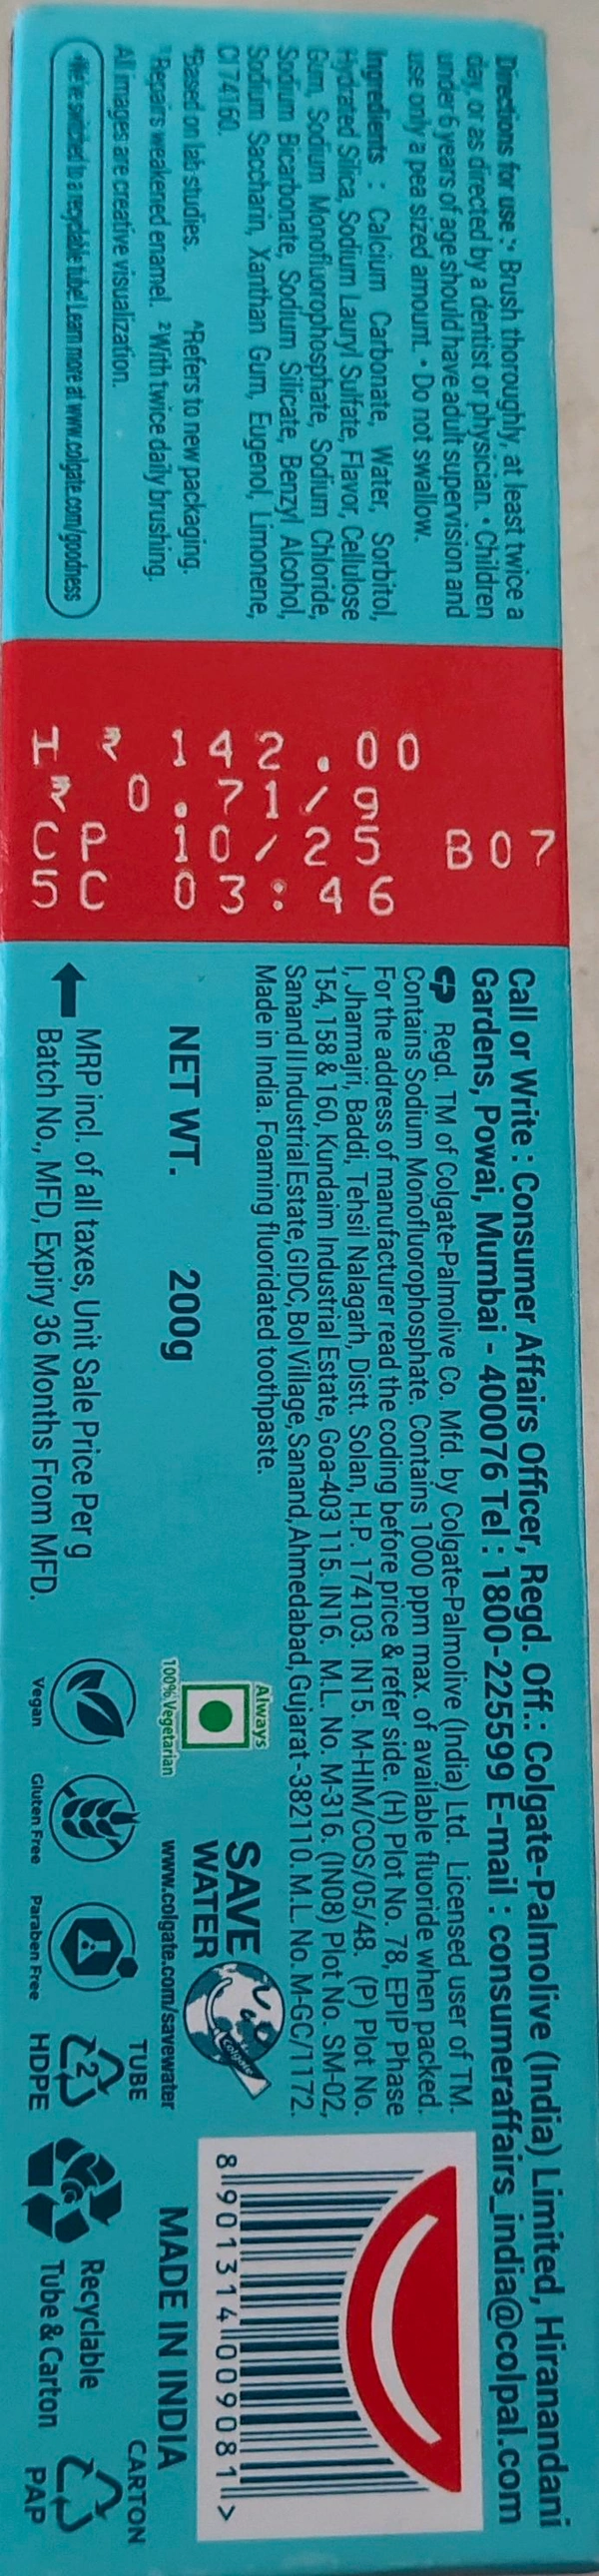 Directions for use : • Brush thoroughly, at least twice a
day, or as directed by a dentist or physician. • Children
under 6 years of age should have adult supervision and
use only a pea sized amount. • Do not swallow.
Ingredients : Calcium Carbonate, Water, Sorbitol,
Hydrated Silica, Sodium Lauryl Sulfate, Flavor, Cellulose
Gum, Sodium Monofluorophosphate, Sodium Chloride,
Sodium Bicarbonate, Sodium Silicate, Benzyl Alcohol,
Sodium Saccharin, Xanthan Gum, Eugenol, Limonene,
CI 74160.
#Based on lab studies. ^Refers to new packaging.
¹Repairs weakened enamel. ²With twice daily brushing.
All images are creative visualization.
We've switched to a recyclable tube! Learn more at www.colgate.com/goodness
142.00
0.71/g
10/25 B07
03:46
Call or Write : Consumer Affairs Officer, Regd. Off.: Colgate-Palmolive (India) Limited, Hiranandani
Gardens, Powai, Mumbai - 400076 Tel : 1800-225599 E-mail : consumeraffairs_india@colpal.com
CP Regd. TM of Colgate-Palmolive Co. Mfd. by Colgate-Palmolive (India) Ltd. Licensed user of TM.
Contains Sodium Monofluorophosphate. Contains 1000 ppm max. of available fluoride when packed.
For the address of manufacturer read the coding before price & refer side. (H) Plot No. 78, EPIP Phase
I, Jharmajri, Baddi, Tehsil Nalagarh, Distt. Solan, H.P. 174103. IN15. M-HIM/COS/05/48. (P) Plot No.
154, 158 & 160, Kundaim Industrial Estate, Goa-403 115. IN16. M.L. No. M-316. (IN08) Plot No. SM-02,
Sanand II Industrial Estate, GIDC, Bol Village, Sanand, Ahmedabad, Gujarat -382110. M.L. No. M-GC/1172.
Made in India. Foaming fluoridated toothpaste.
NET WT. 200g
MRP incl. of all taxes, Unit Sale Price Per g
Batch No., MFD, Expiry 36 Months From MFD.
Always
100% Vegetarian
SAVE
WATER
Colgate
www.colgate.com/savewater
Vegan
Gluten Free
Paraben Free
TUBE
2
HDPE
8 901314 009081 >
MADE IN INDIA
Recyclable
Tube & Carton
CARTON
PAP